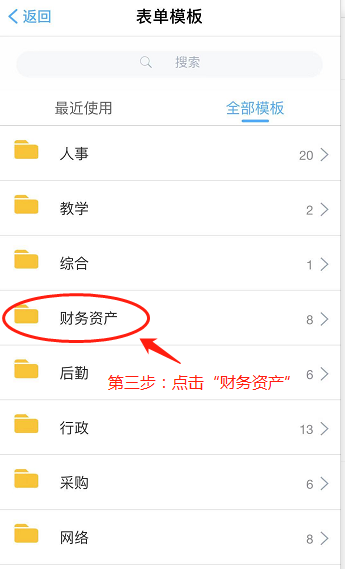 返回 表单模板
搜索
最近使用 全部模板
人事 20
教学 2
综合 1
财务资产 8
后勤 6
第三步：点击“财务资产”
行政 13
采购 6
网络 8